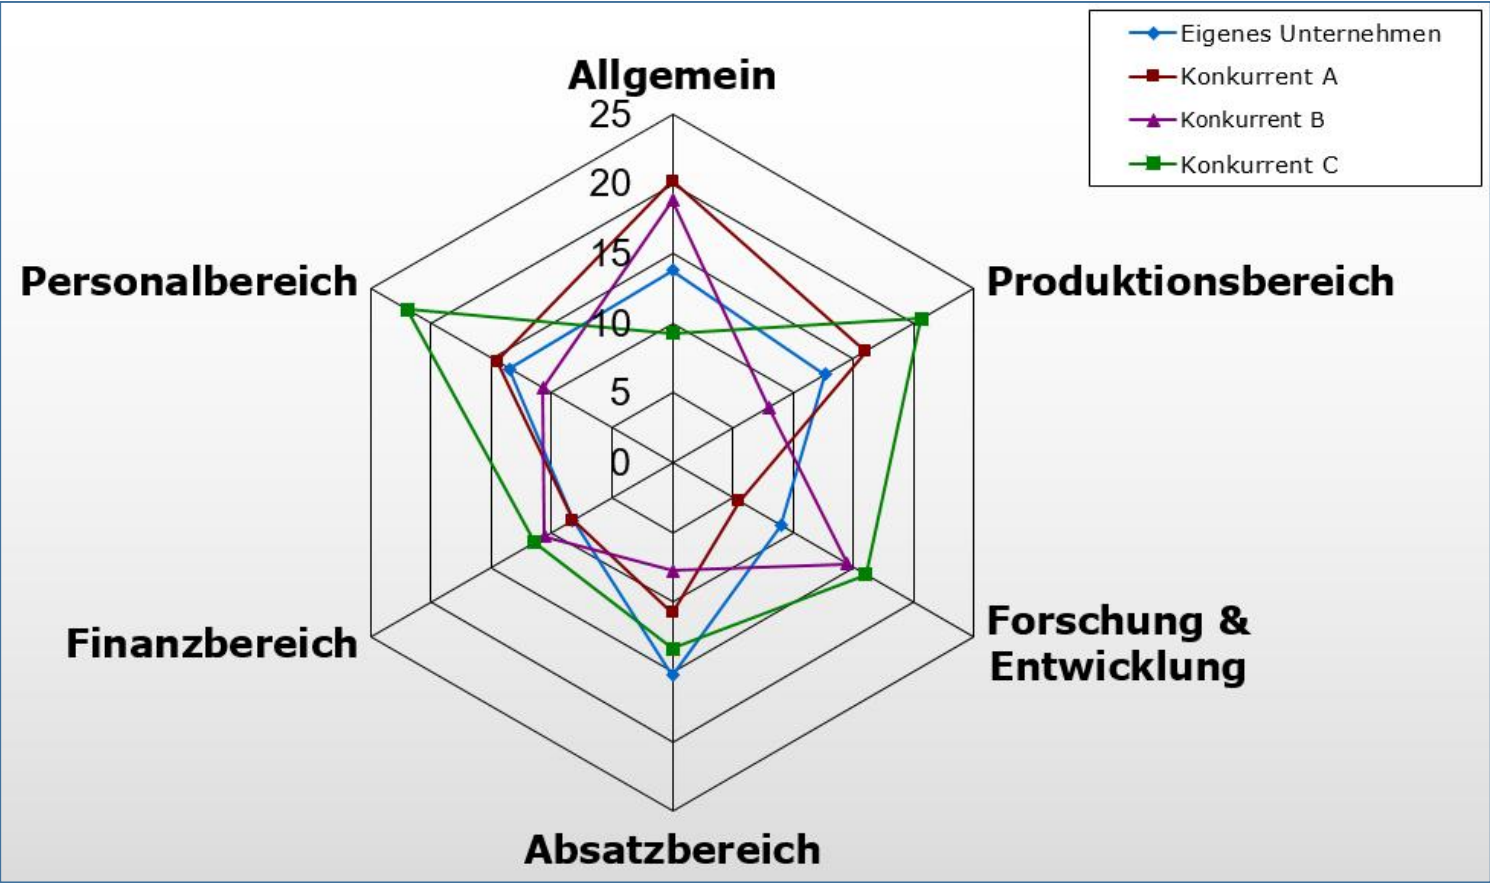 Eigenes Unternehmen
Konkurrent A
Konkurrent B
Konkurrent C
Allgemein
25
20
15
10
5
0
Personalbereich
Produktionsbereich
Finanzbereich
Forschung &
Entwicklung
Absatzbereich